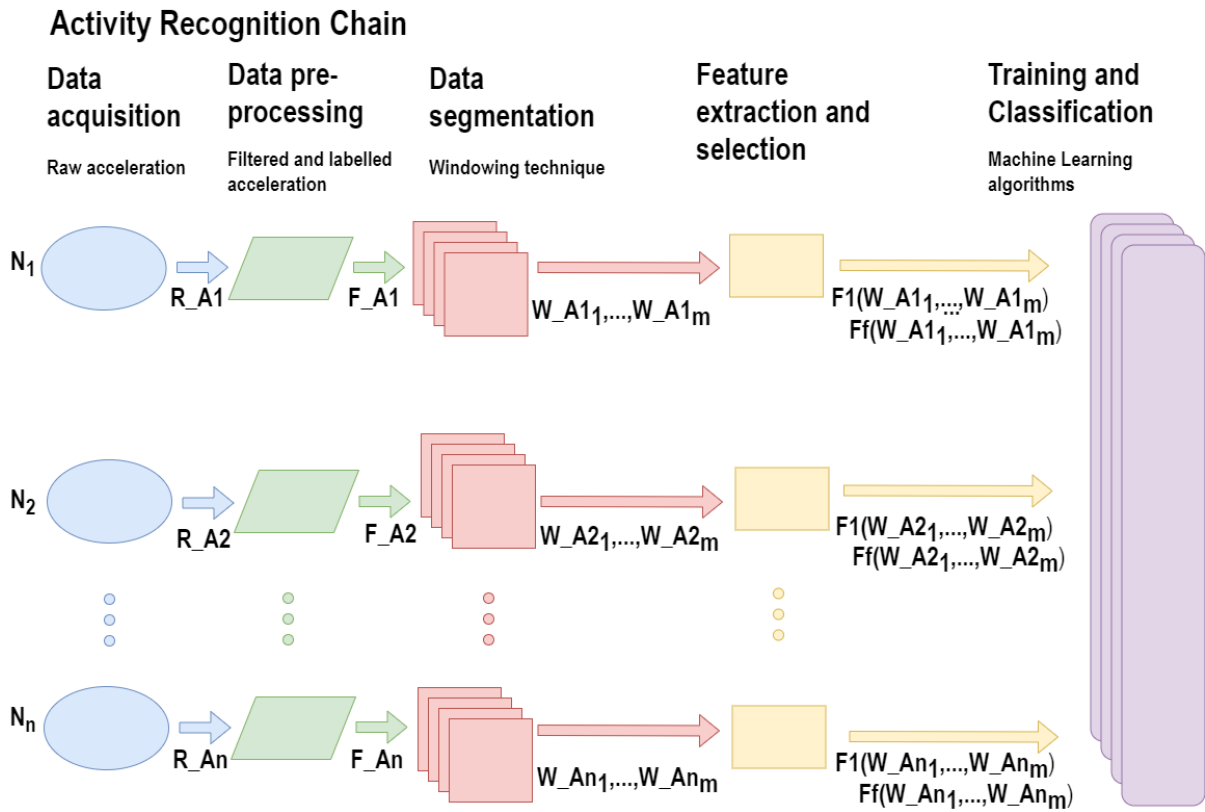 Activity Recognition Chain
Data
acquisition
Raw acceleration
Data pre-
processing
Filtered and labelled
acceleration
Data
segmentation
Windowing technique
Feature
extraction and
selection
Training and
Classification
Machine Learning
algorithms
N1
R_A1
F_A1
W_A11,...,W_A1m
F1(W_A11,...,W_A1m)
...
Ff(W_A11,...,W_A1m)
N2
R_A2
F_A2
W_A21,...,W_A2m
F1(W_A21,...,W_A2m)
Ff(W_A21,...,W_A2m)
Nn
R_An
F_An
W_An1,...,W_Anm
F1(W_An1,...,W_Anm)
Ff(W_An1,...,W_Anm)